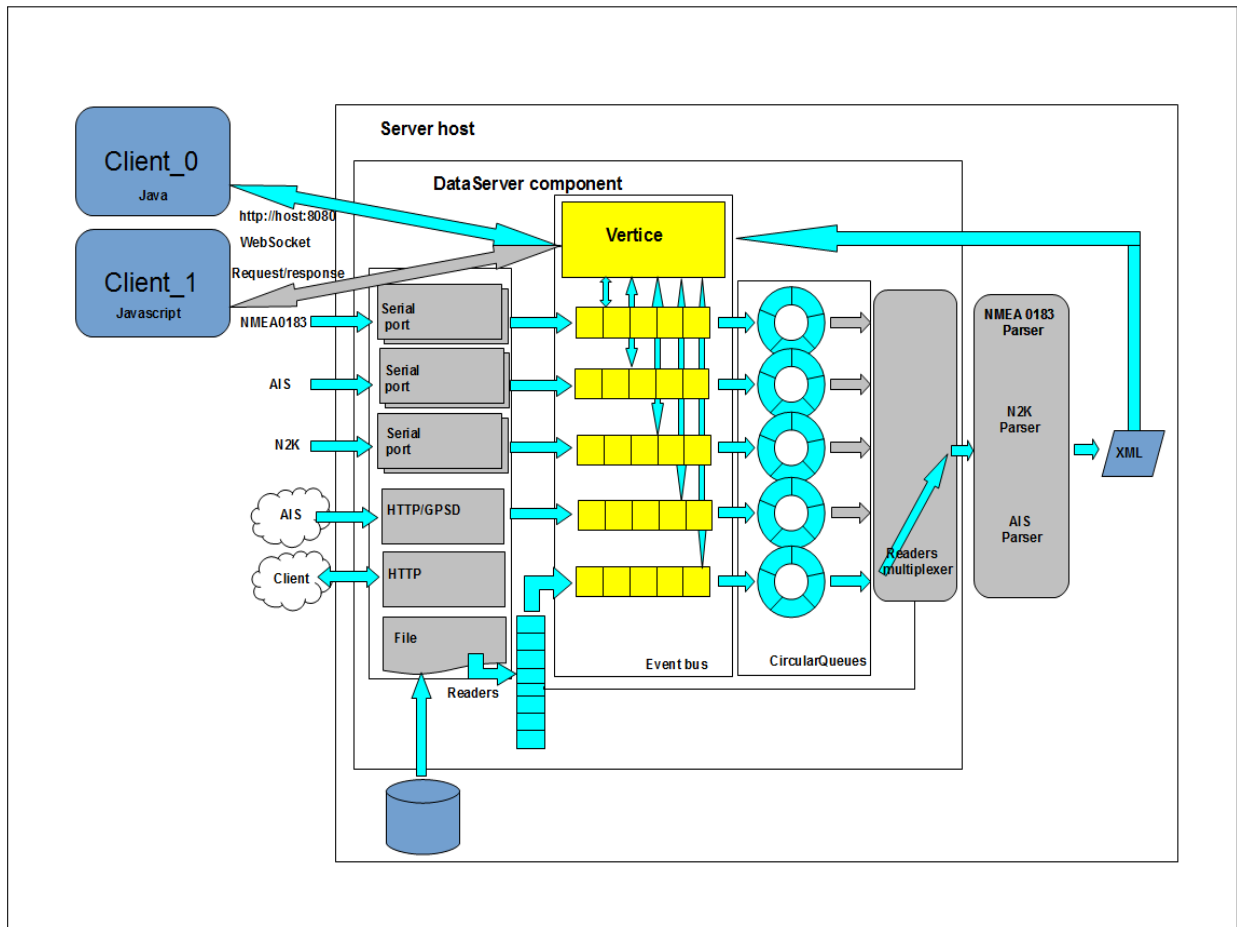 Server host
Client_0
Java
DataServer component
http://host:8080
WebSocket
Vertice
Client_1
Javascript
Request/response
NMEA0183
Serial
port
NMEA 0183
Parser
AIS
Serial
port
N2K
Serial
port
N2K
Parser
XML
AIS
HTTP/GPSD
AIS
Parser
Client
HTTP
Readers
multiplexer
File
Readers
Event bus
CircularQueues